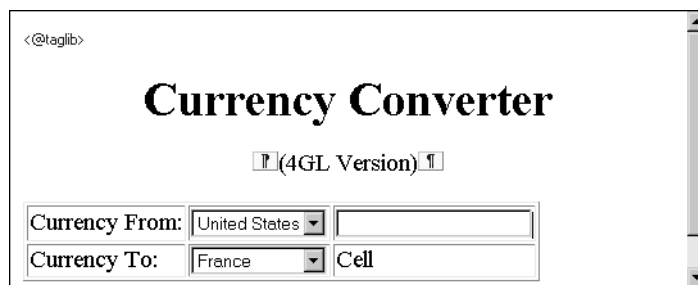 <@taglib>
Currency Converter
¶(4GL Version)¶
Currency From: United States
Currency To: France Cell